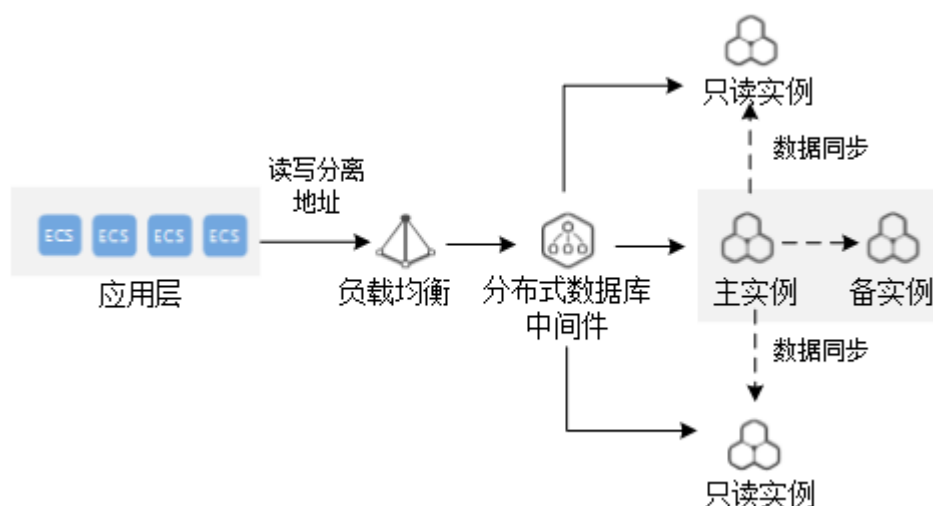 只读实例
数据同步
读写分离
地址
ECS ECS ECS ECS
应用层
负载均衡
分布式数据库
中间件
主实例
备实例
数据同步
只读实例